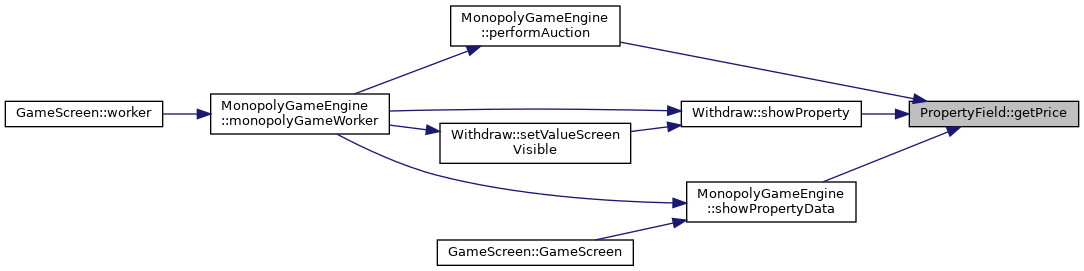 MonopolyGameEngine
::performAuction
GameScreen::worker
MonopolyGameEngine
::monopolyGameWorker
Withdraw::showProperty
PropertyField::getPrice
Withdraw::setValueScreen
Visible
MonopolyGameEngine
::showPropertyData
GameScreen::GameScreen